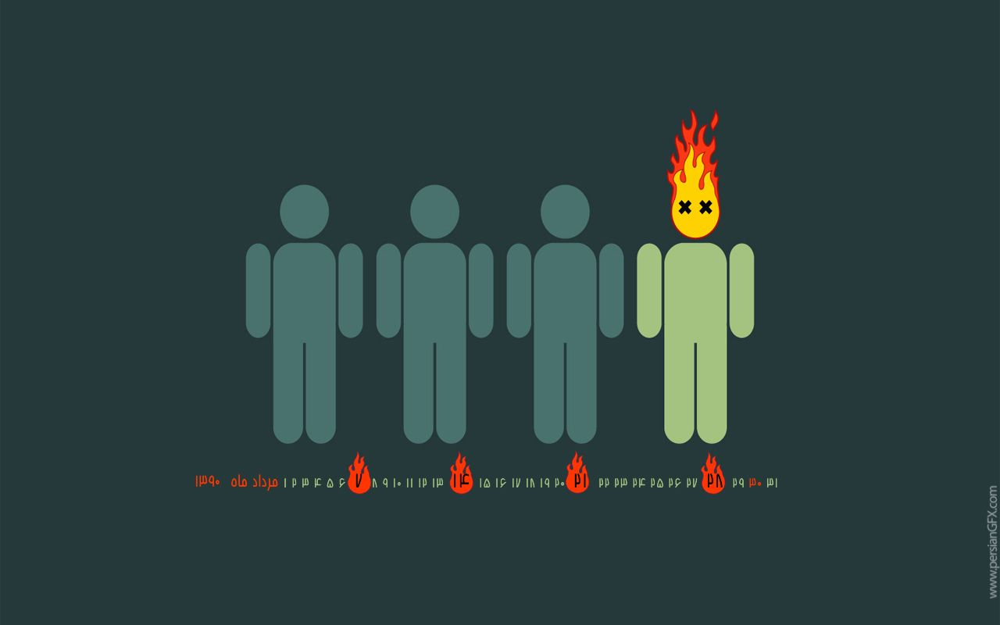 ۱۳۹۰ مرداد ماه ۱ ۲ ۳ ۴ ۵ ۶ ۷ ۸ ۹ ۱۰ ۱۱ ۱۲ ۱۳ ۱۴ ۱۵ ۱۶ ۱۷ ۱۸ ۱۹ ۲۰ ۲۱ ۲۲ ۲۳ ۲۴ ۲۵ ۲۶ ۲۷ ۲۸ ۲۹ ۳۰ ۳۱
www.persianGFX.com